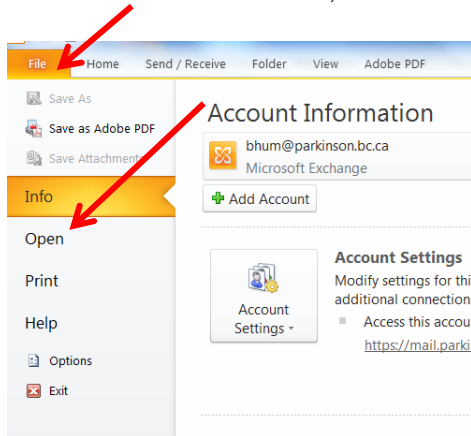 File Home Send / Receive Folder View Adobe PDF
Save As
Save as Adobe PDF
Save Attachments
Info
Open
Print
Help
Options
Exit
Account Information
bhum@parkinson.bc.ca
Microsoft Exchange
Add Account
Account Settings
Account Settings
Modify settings for thi
additional connection
Access this accou
https://mail.parki